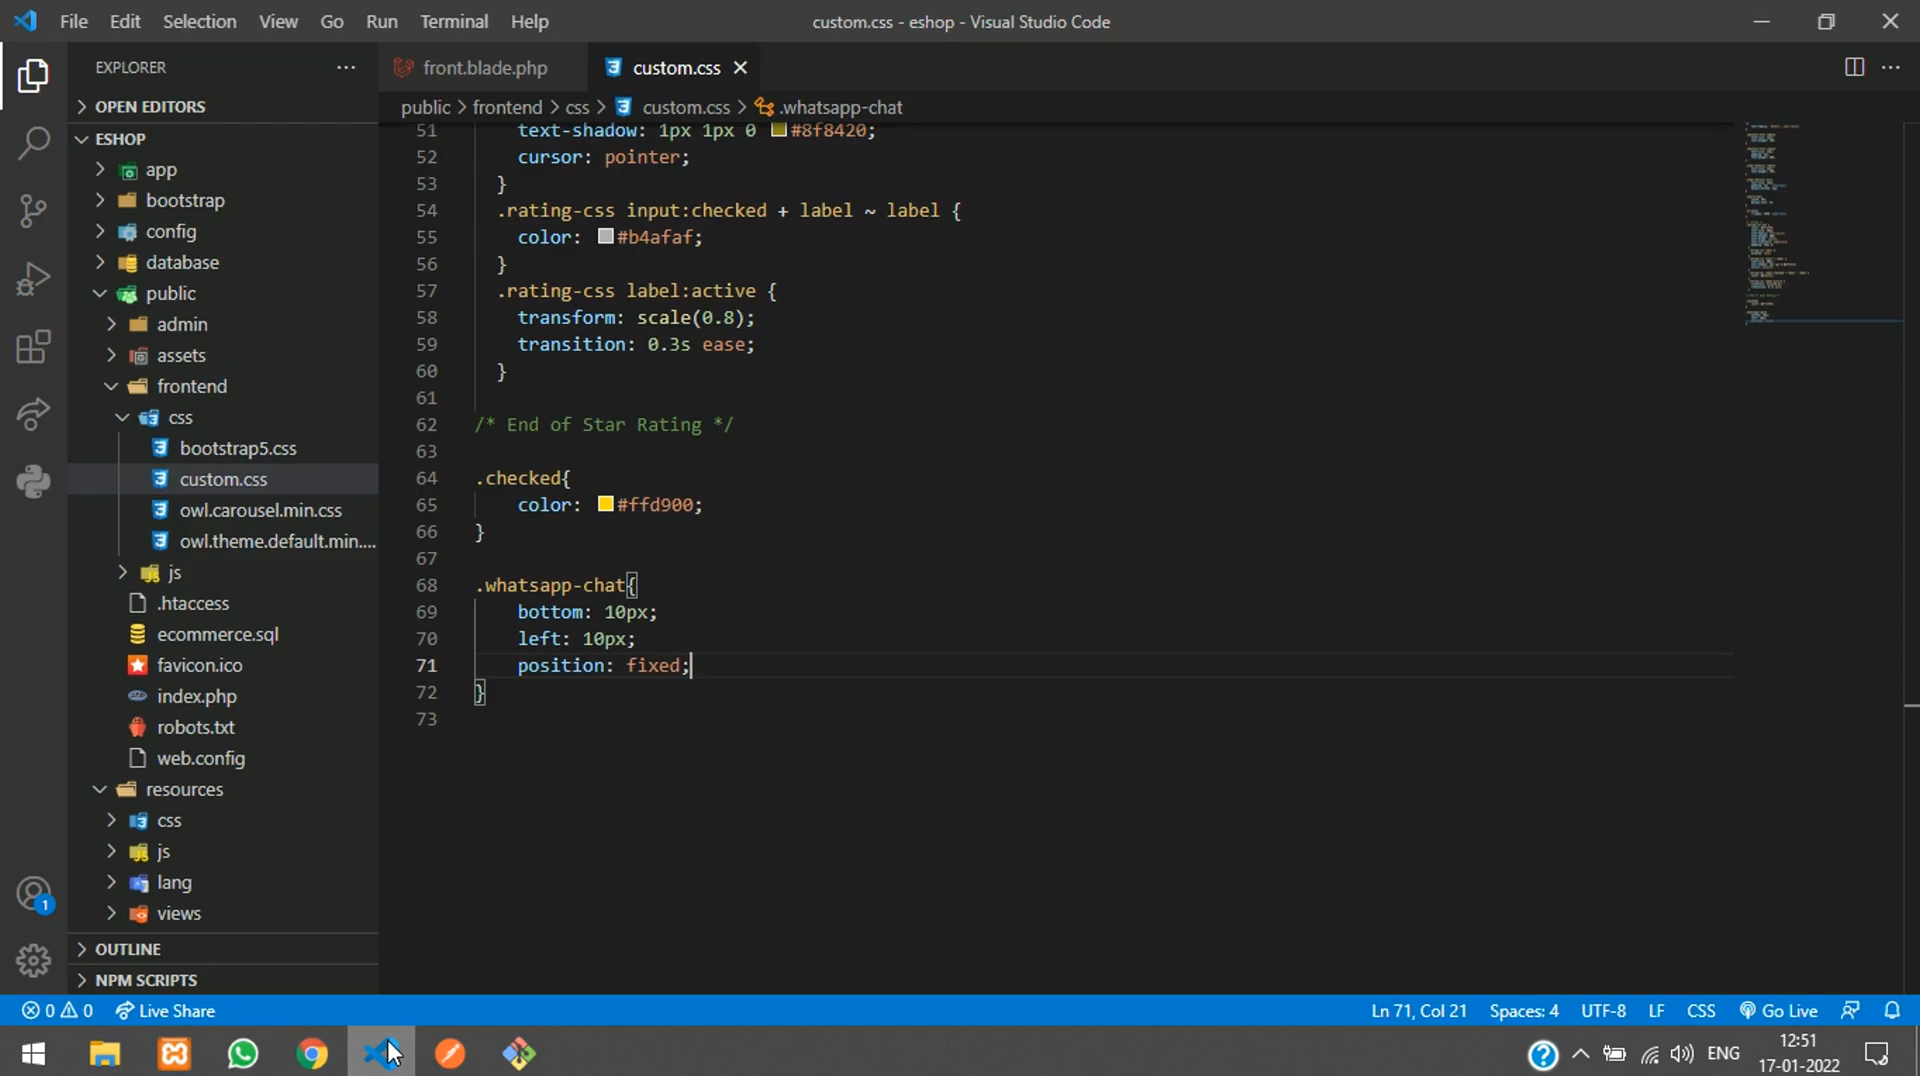 File Edit Selection View Go Run Terminal Help
custom.css - eshop - Visual Studio Code
EXPLORER
front.blade.php
custom.css
OPEN EDITORS
public > frontend > css > custom.css > .whatsapp-chat
ESHOP
app
bootstrap
config
database
public
admin
assets
frontend
css
bootstrap5.css
custom.css
owl.carousel.min.css
owl.theme.default.min....
js
.htaccess
ecommerce.sql
favicon.ico
index.php
robots.txt
web.config
resources
css
js
lang
views
OUTLINE
NPM SCRIPTS
51 text-shadow: 1px 1px 0 #8f8420;
52 cursor: pointer;
53 }
54 .rating-css input:checked + label ~ label {
55 color: #b4afaf;
56 }
57 .rating-css label:active {
58 transform: scale(0.8);
59 transition: 0.3s ease;
60 }
61
62 /* End of Star Rating */
63
64 .checked{
65 color: #ffd900;
66 }
67
68 .whatsapp-chat{
69 bottom: 10px;
70 left: 10px;
71 position: fixed;
72 }
73
1
0 0 Live Share
Ln 71, Col 21 Spaces: 4 UTF-8 LF CSS Go Live
ENG
12:51
17-01-2022